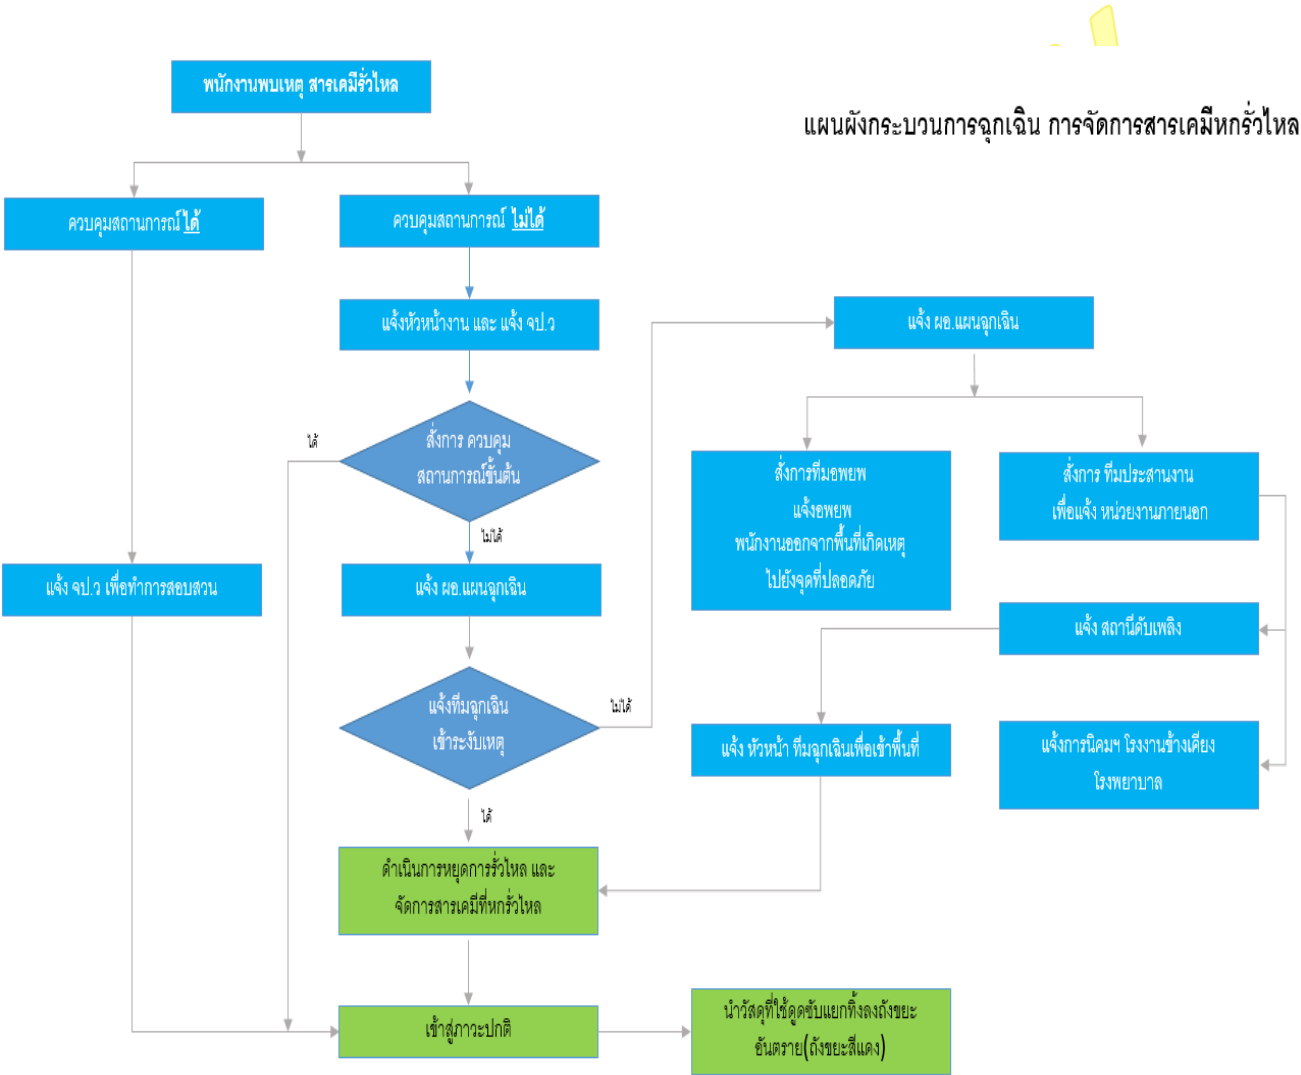 แผนผังกระบวนการฉุกเฉิน การจัดการสารเคมีหกรั่วไหล
พนักงานพบเหตุ สารเคมีรั่วไหล
ควบคุมสถานการณ์ ได้
ควบคุมสถานการณ์ ไม่ได้
แจ้งหัวหน้างาน และ แจ้ง จป.ว
แจ้ง ผอ.แผนฉุกเฉิน
ได้
สั่งการ ควบคุม
สถานการณ์ขั้นต้น
ไม่ได้
สั่งการทีมอพยพ
แจ้งอพยพ
พนักงานออกจากพื้นที่เกิดเหตุ
ไปยังจุดที่ปลอดภัย
สั่งการ ทีมประสานงาน
เพื่อแจ้ง หน่วยงานภายนอก
แจ้ง จป.ว เพื่อทำการสอบสวน
แจ้ง ผอ.แผนฉุกเฉิน
แจ้ง สถานีดับเพลิง
แจ้งทีมฉุกเฉิน
เข้าระงับเหตุ
ไม่ได้
แจ้ง หัวหน้า ทีมฉุกเฉินเพื่อเข้าพื้นที่
แจ้งการนิคมฯ โรงงานข้างเคียง
โรงพยาบาล
ได้
ดำเนินการหยุดการรั่วไหล และ
จัดการสารเคมีที่หกรั่วไหล
เข้าสู่ภาวะปกติ
นำวัสดุที่ใช้ดูดซับแยกทิ้งลงถังขยะ
อันตราย(ถังขยะสีแดง)